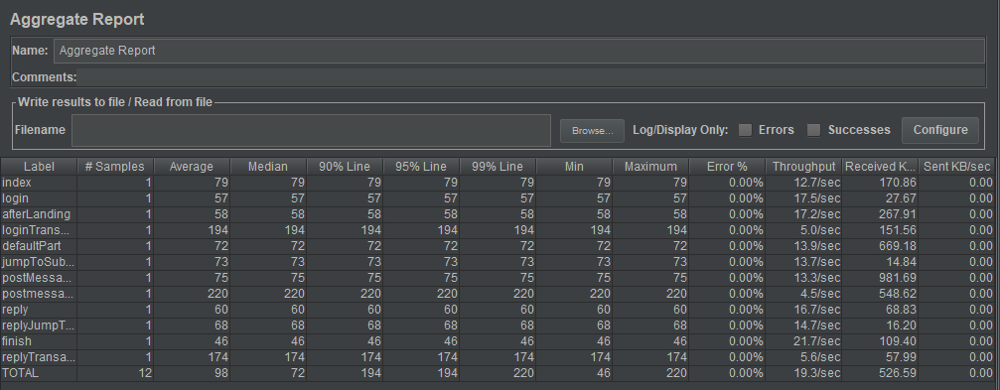 Aggregate Report
Name: Aggregate Report
Comments:
Write results to file / Read from file
Filename Browse... Log/Display Only: Errors Successes Configure
Label # Samples Average Median 90% Line 95% Line 99% Line Min Maximum Error % Throughput Received K... Sent KB/sec
index 1 79 79 79 79 79 79 79 0.00% 12.7/sec 170.86 0.00
login 1 57 57 57 57 57 57 57 0.00% 17.5/sec 27.67 0.00
afterLanding 1 58 58 58 58 58 58 58 0.00% 17.2/sec 267.91 0.00
loginTrans... 1 194 194 194 194 194 194 194 0.00% 5.0/sec 151.56 0.00
defaultPart 1 72 72 72 72 72 72 72 0.00% 13.9/sec 669.18 0.00
jumpToSub... 1 73 73 73 73 73 73 73 0.00% 13.7/sec 14.84 0.00
postMessa... 1 75 75 75 75 75 75 75 0.00% 13.3/sec 981.69 0.00
postmessa... 1 220 220 220 220 220 220 220 0.00% 4.5/sec 548.62 0.00
reply 1 60 60 60 60 60 60 60 0.00% 16.7/sec 68.83 0.00
replyJumpT... 1 68 68 68 68 68 68 68 0.00% 14.7/sec 16.20 0.00
finish 1 46 46 46 46 46 46 46 0.00% 21.7/sec 109.40 0.00
replyTransa... 1 174 174 174 174 174 174 174 0.00% 5.6/sec 57.99 0.00
TOTAL 12 98 72 194 194 220 46 220 0.00% 19.3/sec 526.59 0.00